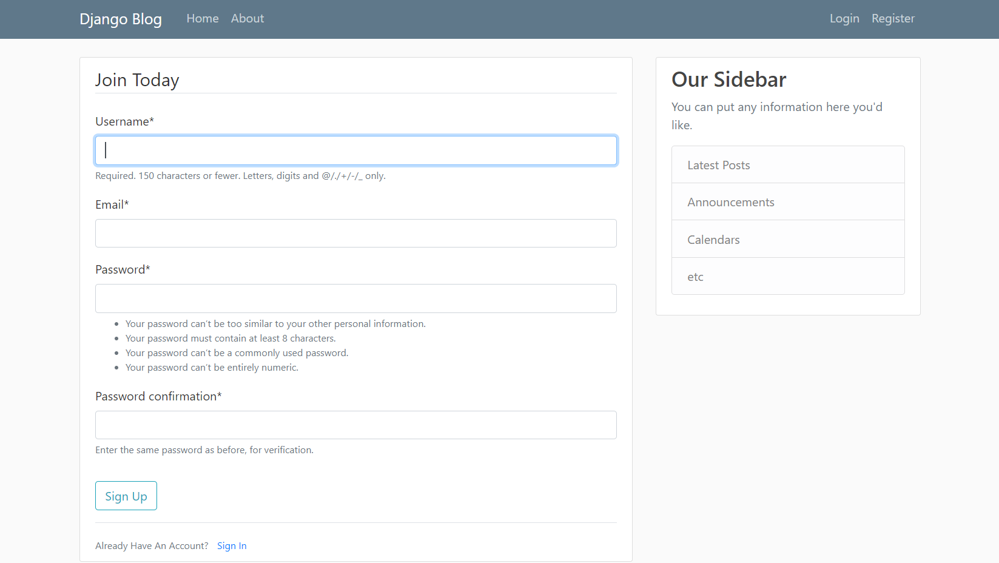 Django Blog Home About Login Register
Join Today
Username*
Required. 150 characters or fewer. Letters, digits and @/./+/-/_ only.
Email*
Password*
Your password can’t be too similar to your other personal information.
Your password must contain at least 8 characters.
Your password can’t be a commonly used password.
Your password can’t be entirely numeric.
Password confirmation*
Enter the same password as before, for verification.
Sign Up
Already Have An Account? Sign In
Our Sidebar
You can put any information here you'd
like.
Latest Posts
Announcements
Calendars
etc